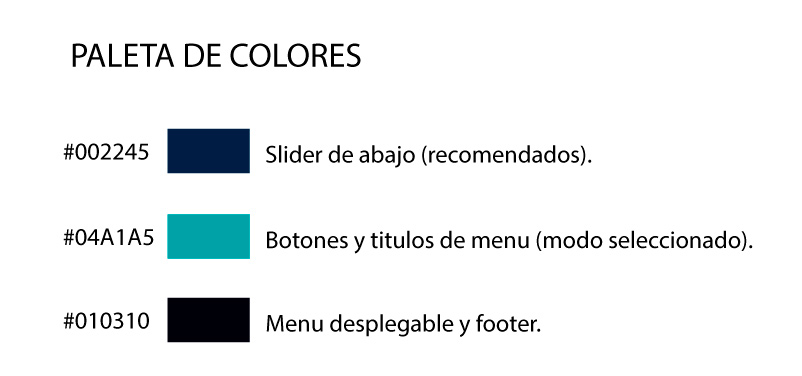 PALETA DE COLORES
#002245 Slider de abajo (recomendados).
#04A1A5 Botones y titulos de menu (modo seleccionado).
#010310 Menu desplegable y footer.